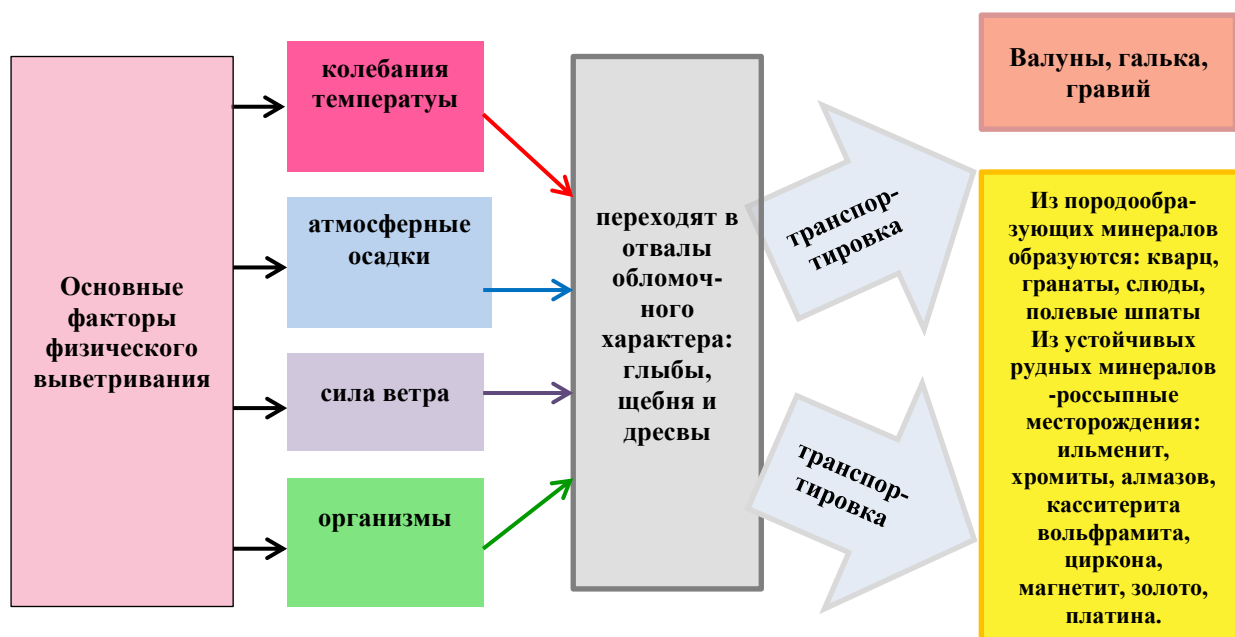 Основные
факторы
физического
выветривания
колебания
температуы
атмосферные
осадки
сила ветра
организмы
переходят в
отвалы
обломоч-
ного
характера:
глыбы,
щебня и
дресвы
транспор-
тировка
транспор-
тировка
Валуны, галька,
гравий
Из породообра-
зующих минералов
образуются: кварц,
гранаты, слюды,
полевые шпаты
Из устойчивых
рудных минералов
-россыпные
месторождения:
ильменит,
хромиты, алмазов,
касситерита
вольфрамита,
циркона,
магнетит, золото,
платина.